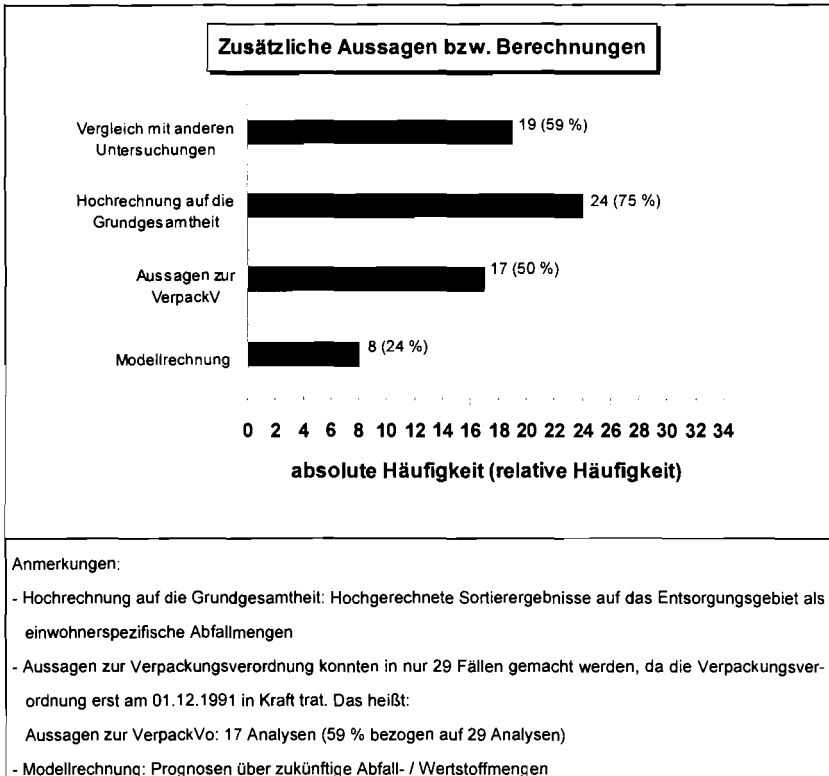 Zusätzliche Aussagen bzw. Berechnungen
Vergleich mit anderen
Untersuchungen
19 (59 %)
Hochrechnung auf die
Grundgesamtheit
24 (75 %)
Aussagen zur
VerpackV
17 (50 %)
Modellrechnung
8 (24 %)
0 2 4 6 8 10 12 14 16 18 20 22 24 26 28 30 32 34
absolute Häufigkeit (relative Häufigkeit)
Anmerkungen:
- Hochrechnung auf die Grundgesamtheit: Hochgerechnete Sortierergebnisse auf das Entsorgungsgebiet als
einwohnerspezifische Abfallmengen
- Aussagen zur Verpackungsverordnung konnten in nur 29 Fällen gemacht werden, da die Verpackungsver-
ordnung erst am 01.12.1991 in Kraft trat. Das heißt:
Aussagen zur VerpackVo: 17 Analysen (59 % bezogen auf 29 Analysen)
- Modellrechnung: Prognosen über zukünftige Abfall- / Wertstoffmengen